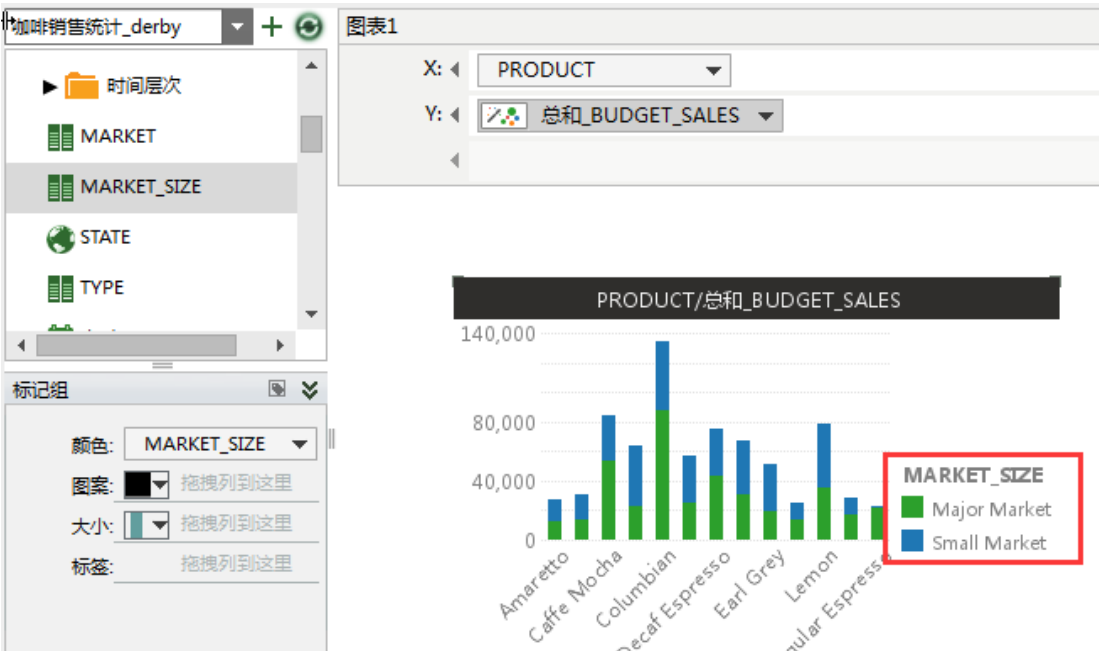 咖啡销售统计_derby
时间层次
MARKET
MARKET_SIZE
STATE
TYPE
标记组
颜色: MARKET_SIZE
图案: 拖拽列到这里
大小: 拖拽列到这里
标签: 拖拽列到这里
图表1
X: PRODUCT
Y: 总和_BUDGET_SALES
PRODUCT/总和_BUDGET_SALES
140,000
80,000
40,000
0
Amaretto
Caffe Mocha
Columbian
Decaf Espresso
Earl Grey
Lemon
gular Espresso
MARKET_SIZE
Major Market
Small Market